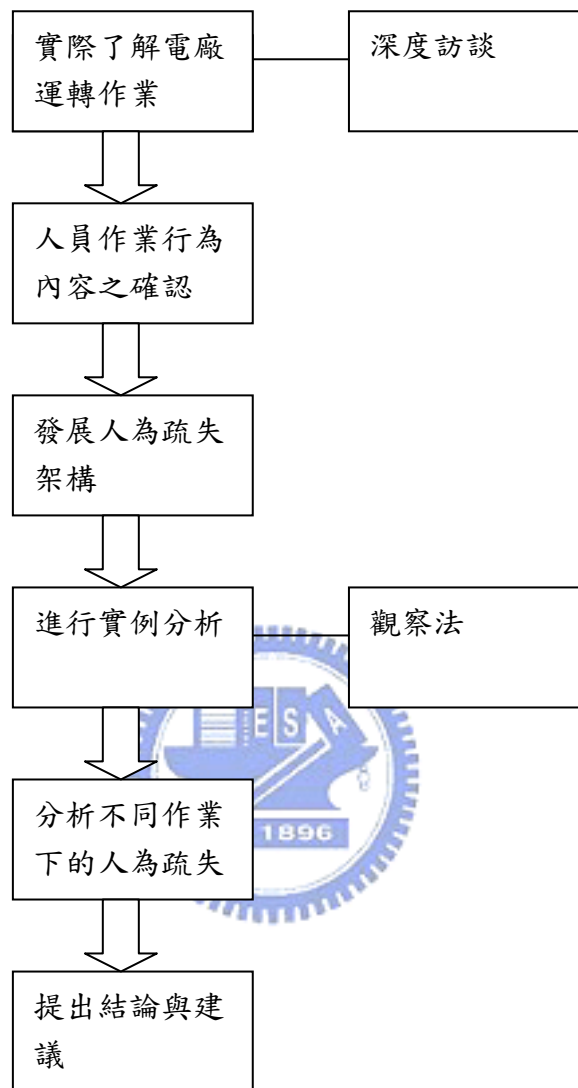 實際了解電廠
運轉作業
深度訪談
人員作業行為
內容之確認
發展人為疏失
架構
進行實例分析
觀察法
ESA
分析不同作業
下的人為疏失
1896
提出結論與建
議